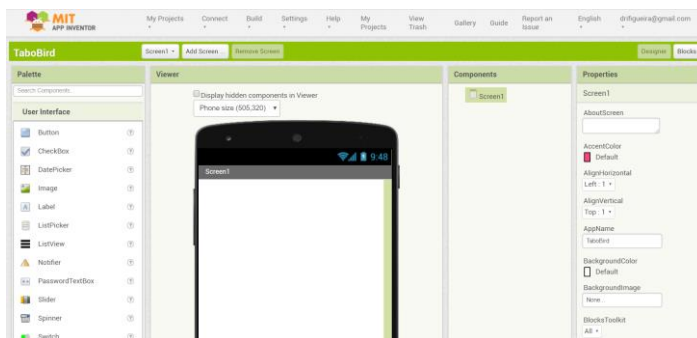 MIT
APP INVENTOR
My Projects
Connect
Build
Settings
Help
My Projects
View Trash
Gallery
Guide
Report an Issue
English
drifigueira@gmail.com
TaboBird
Screen1
Add Screen ...
Remove Screen
Designer
Blocks
Palette
Search Components...
User Interface
Button
CheckBox
DatePicker
Image
Label
ListPicker
ListView
Notifier
PasswordTextBox
Slider
Spinner
Switch
Viewer
Display hidden components in Viewer
Phone size (505,320)
9:48
Screen1
Components
Screen1
Properties
Screen1
AboutScreen
AccentColor
Default
AlignHorizontal
Left : 1
AlignVertical
Top : 1
AppName
TaboBird
BackgroundColor
Default
BackgroundImage
None...
BlocksToolkit
All